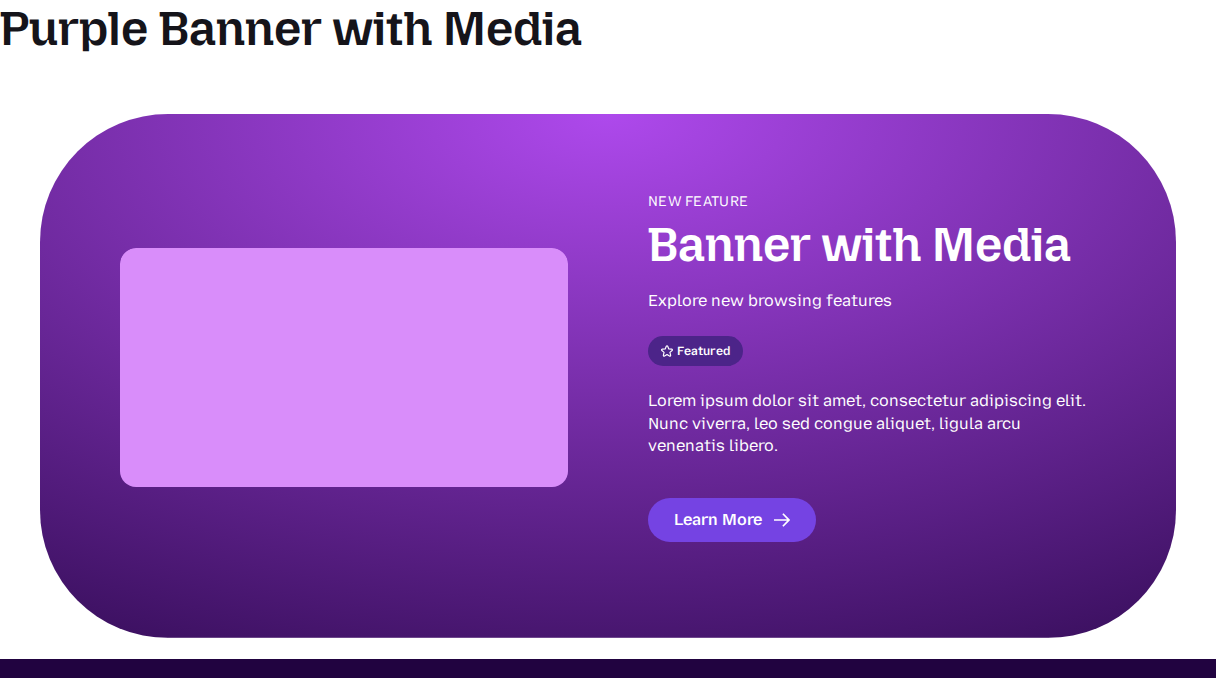 Purple Banner with Media
NEW FEATURE
Banner with Media
Explore new browsing features
Featured
Lorem ipsum dolor sit amet, consectetur adipiscing elit.
Nunc viverra, leo sed congue aliquet, ligula arcu
venenatis libero.
Learn More